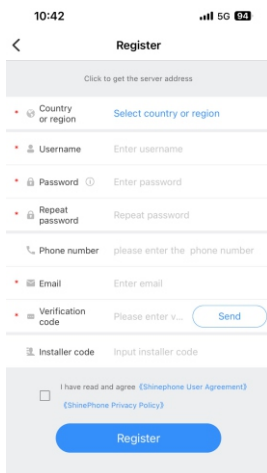 10:42 5G 94
Register
Click to get the server address
* Country
or region Select country or region
* Username Enter username
* Password Enter password
* Repeat
password Repeat password
Phone number please enter the phone number
* Email Enter email
* Verification
code Please enter v... Send
Installer code Input installer code
I have read and agree 《Shinephone User Agreement》
《ShinePhone Privacy Policy》
Register